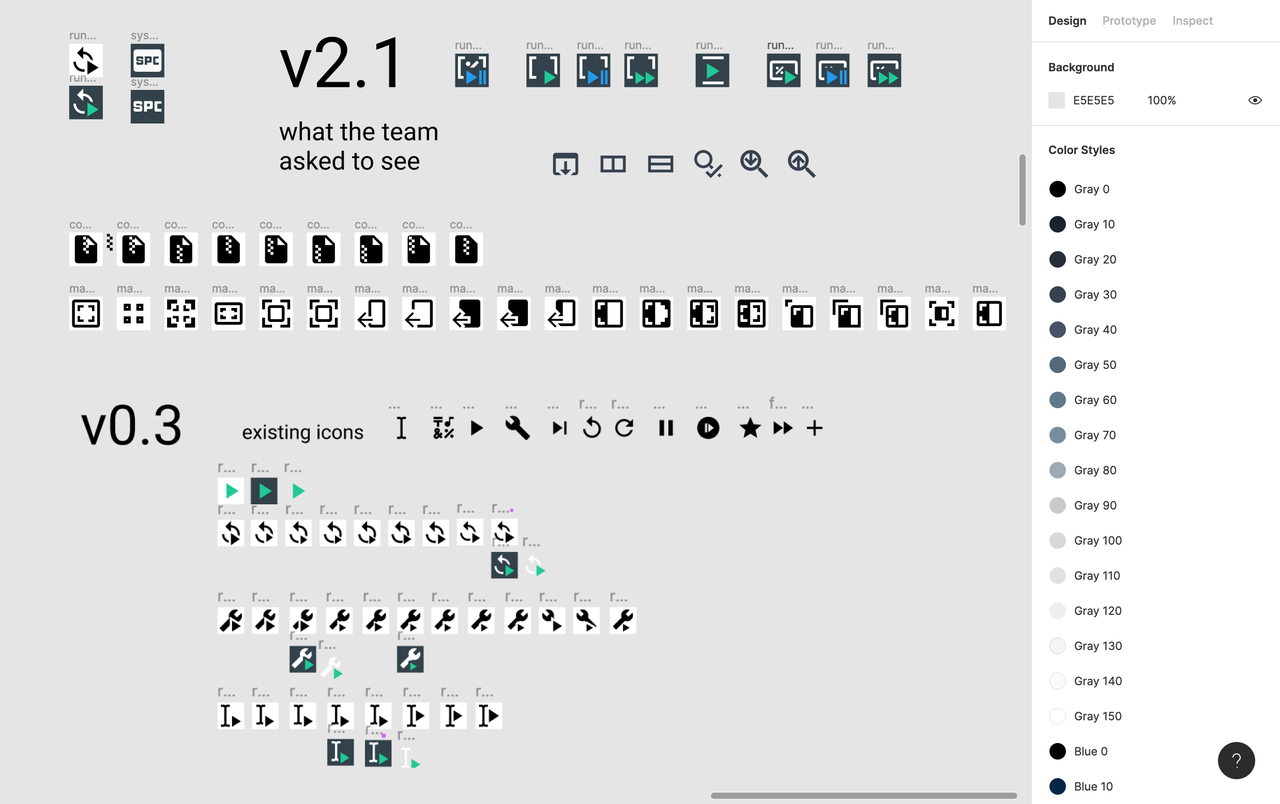 run... sys...
SPC
run... sys...
SPC
v2.1
run... run... run... run... run... run... run... run...
what the team
asked to see
co... co... co... co... co... co... co... co... co...
ma... ma... ma... ma... ma... ma... ma... ma... ma... ma... ma... ma... ma... ma... ma... ma... ma... ma... ma... ma...
v0.3
existing icons
... ... ... ... ... r... r... ... ... ... f... ...
r... r... r...
r... r... r... r... r... r... r... r... r...
r... r...
r... r... r... r... r... r... r... r... r... r... r... r...
r... r... r...
r... r... r... r... r... r... r... r...
r... r... r...
Design Prototype Inspect
Background
E5E5E5 100%
Color Styles
Gray 0
Gray 10
Gray 20
Gray 30
Gray 40
Gray 50
Gray 60
Gray 70
Gray 80
Gray 90
Gray 100
Gray 110
Gray 120
Gray 130
Gray 140
Gray 150
Blue 0
Blue 10
?